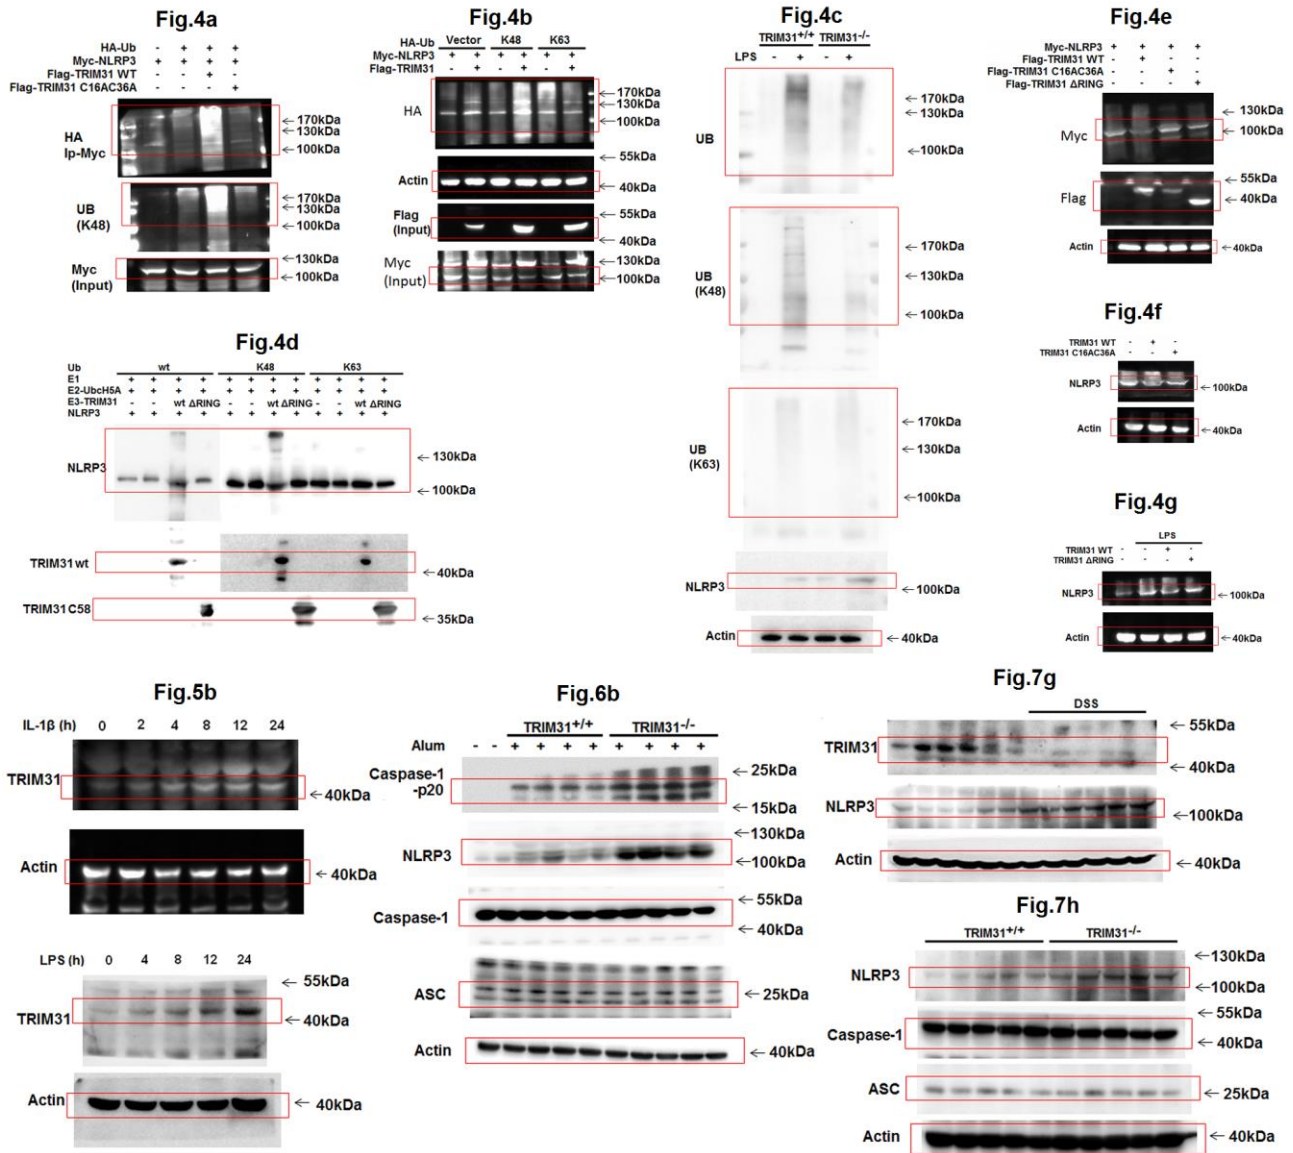 Fig.4a
HA-Ub - + + +
Myc-NLRP3 + + + +
Flag-TRIM31 WT - - + -
Flag-TRIM31 C16AC36A - - - +
HA
Ip-Myc
←170kDa
←130kDa
←100kDa
UB
(K48)
←170kDa
←130kDa
←100kDa
Myc
(Input)
←130kDa
←100kDa
Fig.4b
HA-Ub Vector K48 K63
Myc-NLRP3 + + + + + +
Flag-TRIM31 - + - + - +
HA
←170kDa
←130kDa
←100kDa
←55kDa
Actin
←40kDa
Flag
(Input)
←55kDa
←40kDa
Myc
(Input)
←130kDa
←100kDa
Fig.4c
TRIM31+/+ TRIM31-/-
LPS - + - +
UB
←170kDa
←130kDa
←100kDa
UB
(K48)
←170kDa
←130kDa
←100kDa
UB
(K63)
←170kDa
←130kDa
←100kDa
NLRP3
←100kDa
Actin
←40kDa
Fig.4e
Myc-NLRP3 + + + +
Flag-TRIM31 WT - + - -
Flag-TRIM31 C16AC36A - - + -
Flag-TRIM31 ΔRING - - - +
Myc
←130kDa
←100kDa
Flag
←55kDa
←40kDa
Actin
←40kDa
Fig.4f
TRIM31 WT - + -
TRIM31 C16AC36A - - +
NLRP3
←100kDa
Actin
←40kDa
Fig.4g
LPS
TRIM31 WT - - + -
TRIM31 ΔRING - - - +
NLRP3
←100kDa
Actin
←40kDa
Fig.4d
Ub wt K48 K63
E1 + + + + + + + + + + + +
E2-UbcH5A + + + + + + + + + + + +
E3-TRIM31 - - wt ΔRING - - wt ΔRING - - wt ΔRING
NLRP3 + + + + + + + + + + + +
NLRP3
←130kDa
←100kDa
TRIM31wt
←40kDa
TRIM31C58
←35kDa
Fig.5b
IL-1β (h) 0 2 4 8 12 24
TRIM31
←40kDa
Actin
←40kDa
LPS (h) 0 4 8 12 24
←55kDa
TRIM31
←40kDa
Actin
←40kDa
Fig.6b
TRIM31+/+ TRIM31-/-
Alum - - + + + + + + + +
Caspase-1
-p20
←25kDa
←15kDa
←130kDa
NLRP3
←100kDa
←55kDa
Caspase-1
←40kDa
ASC
←25kDa
Actin
←40kDa
Fig.7g
DSS
←55kDa
TRIM31
←40kDa
NLRP3
←100kDa
Actin
←40kDa
Fig.7h
TRIM31+/+ TRIM31-/-
←130kDa
NLRP3
←100kDa
←55kDa
Caspase-1
←40kDa
ASC
←25kDa
Actin
←40kDa